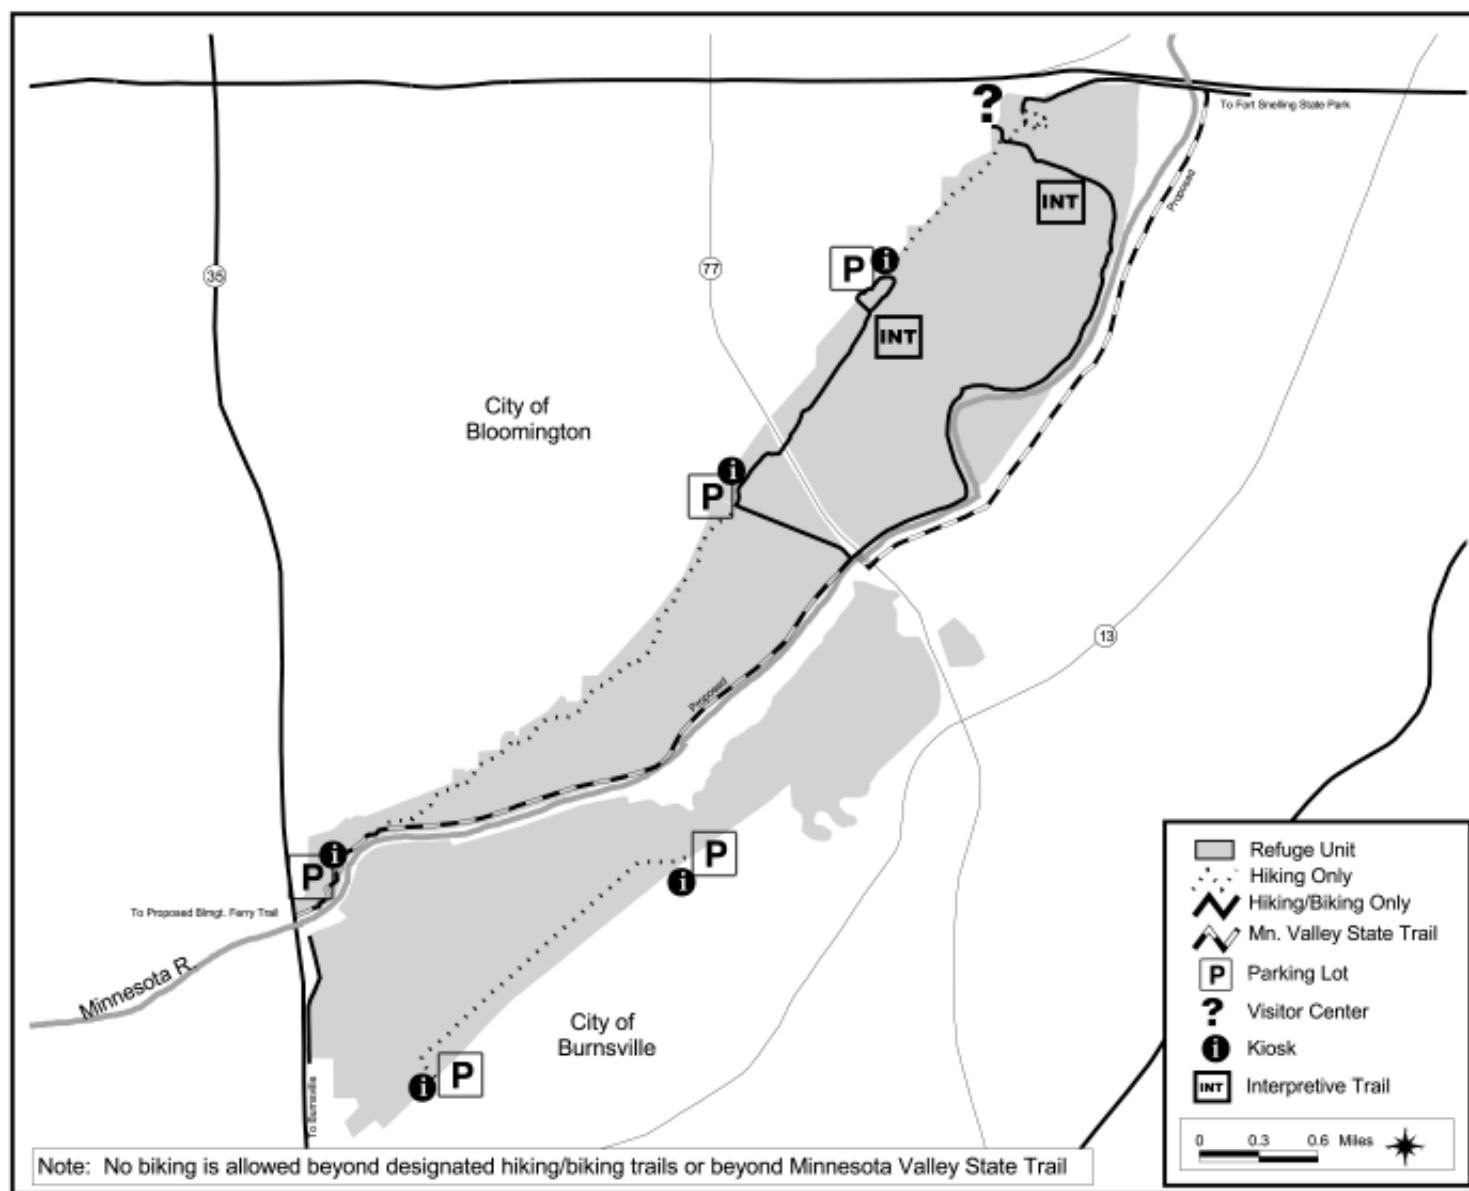 ?
To Fort Snelling State Park
Proposed
INT
35
77
P i
INT
City of
Bloomington
i
P
13
Proposed
i
P
P
i
To Proposed Blmgt. Ferry Trail
Minnesota R.
City of
Burnsville
i P
To Burnsville
Refuge Unit
Hiking Only
Hiking/Biking Only
Mn. Valley State Trail
P Parking Lot
? Visitor Center
i Kiosk
INT Interpretive Trail
0 0.3 0.6 Miles
Note: No biking is allowed beyond designated hiking/biking trails or beyond Minnesota Valley State Trail